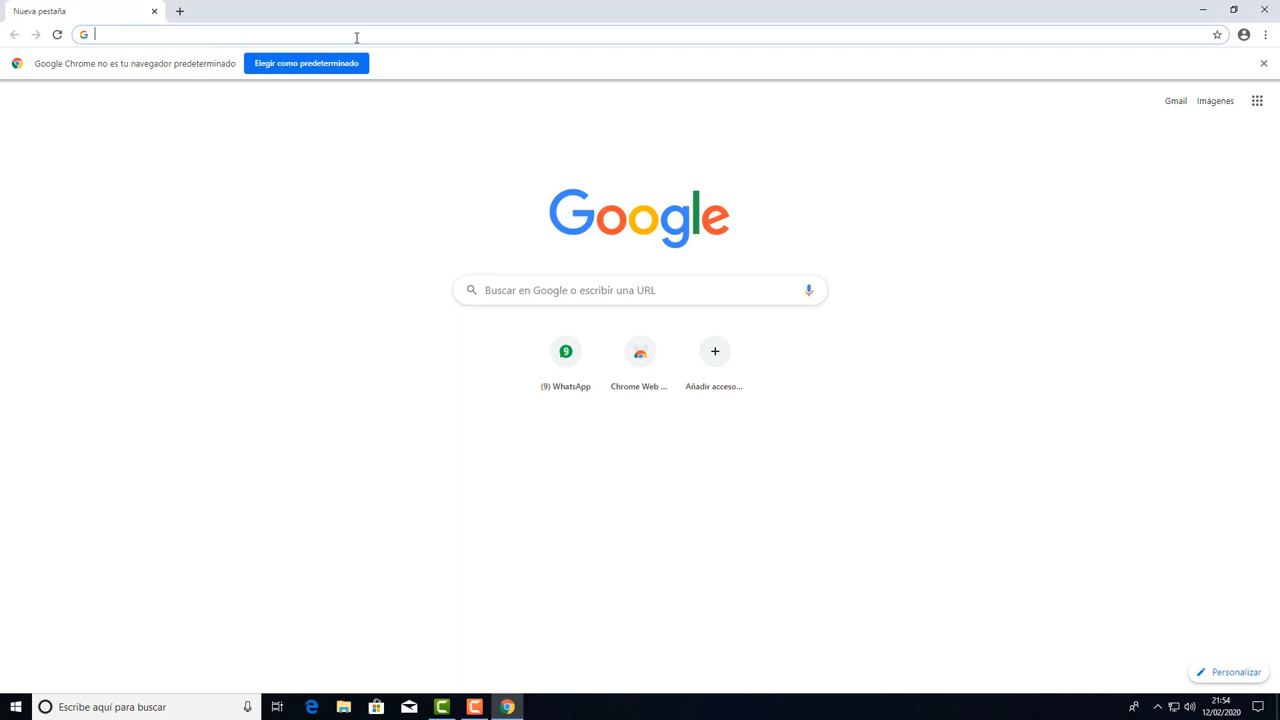 Nueva pestaña
Google Chrome no es tu navegador predeterminado
Elegir como predeterminado
Gmail
Imágenes
Google
Buscar en Google o escribir una URL
9
(9) WhatsApp
Chrome Web ...
Añadir acceso...
Personalizar
Escribe aquí para buscar
21:54
12/02/2020